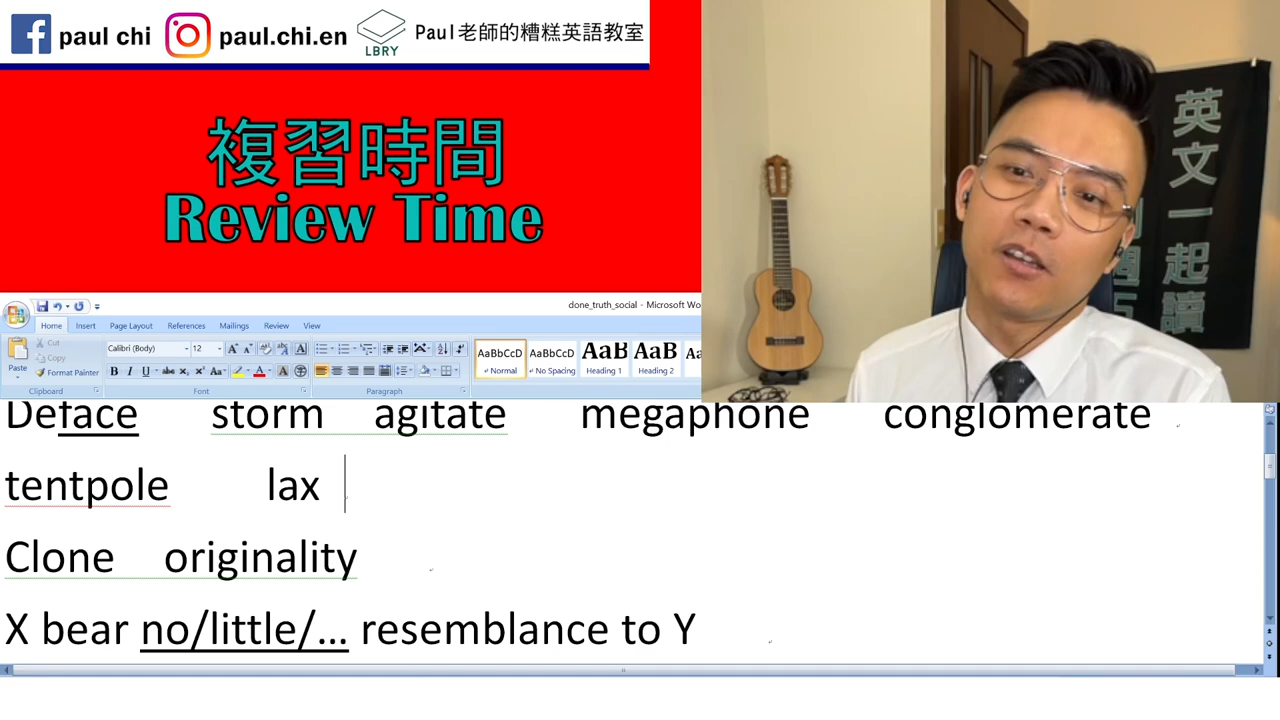 paul chi paul.chi.en LBRY Paul老師的糟糕英語教室
複習時間
Review Time
done_truth_social - Microsoft Wo
Home Insert Page Layout References Mailings Review View
Cut
Copy
Format Painter
Paste
Calibri (Body) 12
AaBbCcD AaBbCcD AaBb AaBb Aa
Normal No Spacing Heading 1 Heading 2
Clipboard Font Paragraph
Deface storm agitate megaphone conglomerate
tentpole lax
Clone originality
X bear no/little/... resemblance to Y
英文一起讀